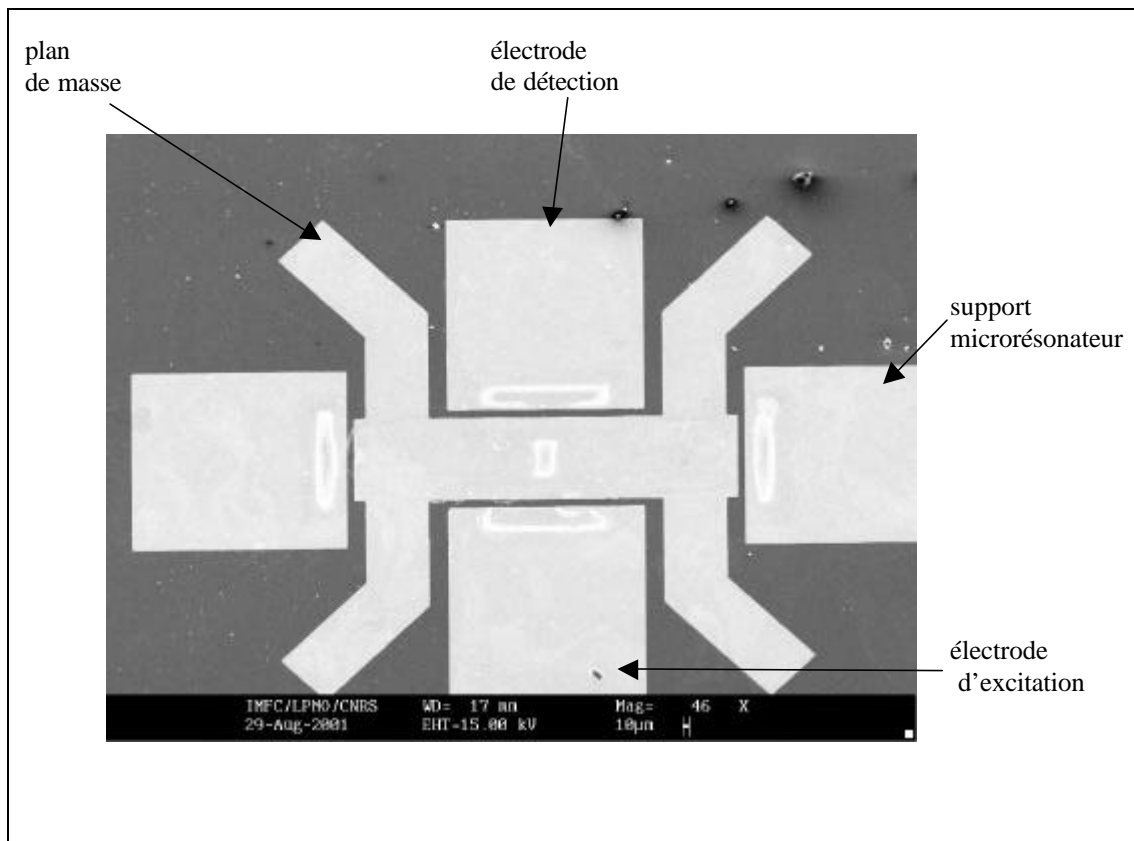 plan
de masse
électrode
de détection
support
microrésonateur
électrode
d'excitation
IMFC/LPMO/CNRS WD= 17 mm Mag= 46 X
29-Aug-2001 EHT=15.00 kV 10µm